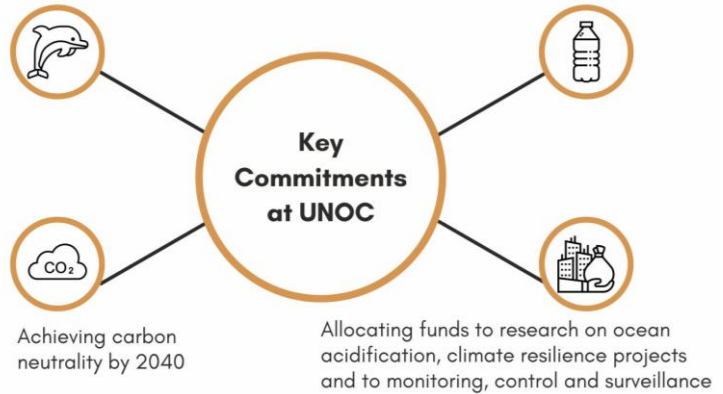 Key
Commitments
at UNOC
CO₂
Achieving carbon
neutrality by 2040
Allocating funds to research on ocean
acidification, climate resilience projects
and to monitoring, control and surveillance